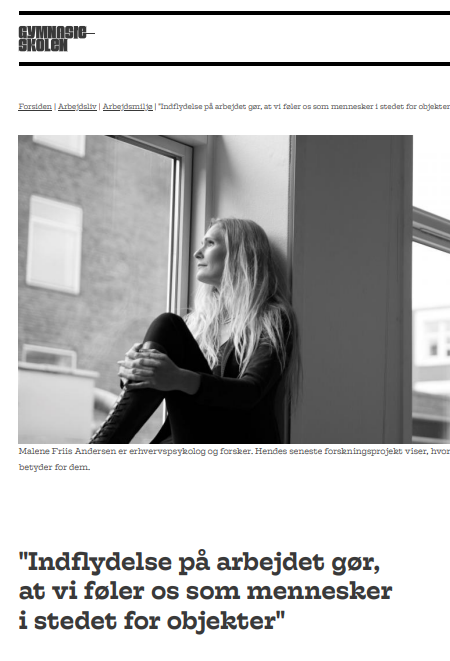 GYMNASIE-
SKOLEN
Forsiden | Arbejdsliv | Arbejdsmiljø | "Indflydelse på arbejdet gør, at vi føler os som mennesker i stedet for objekter
Malene Friis Andersen er erhvervspsykolog og forsker. Hendes seneste forskningsprojekt viser, hvor
betyder for dem.
"Indflydelse på arbejdet gør,
at vi føler os som mennesker
i stedet for objekter"